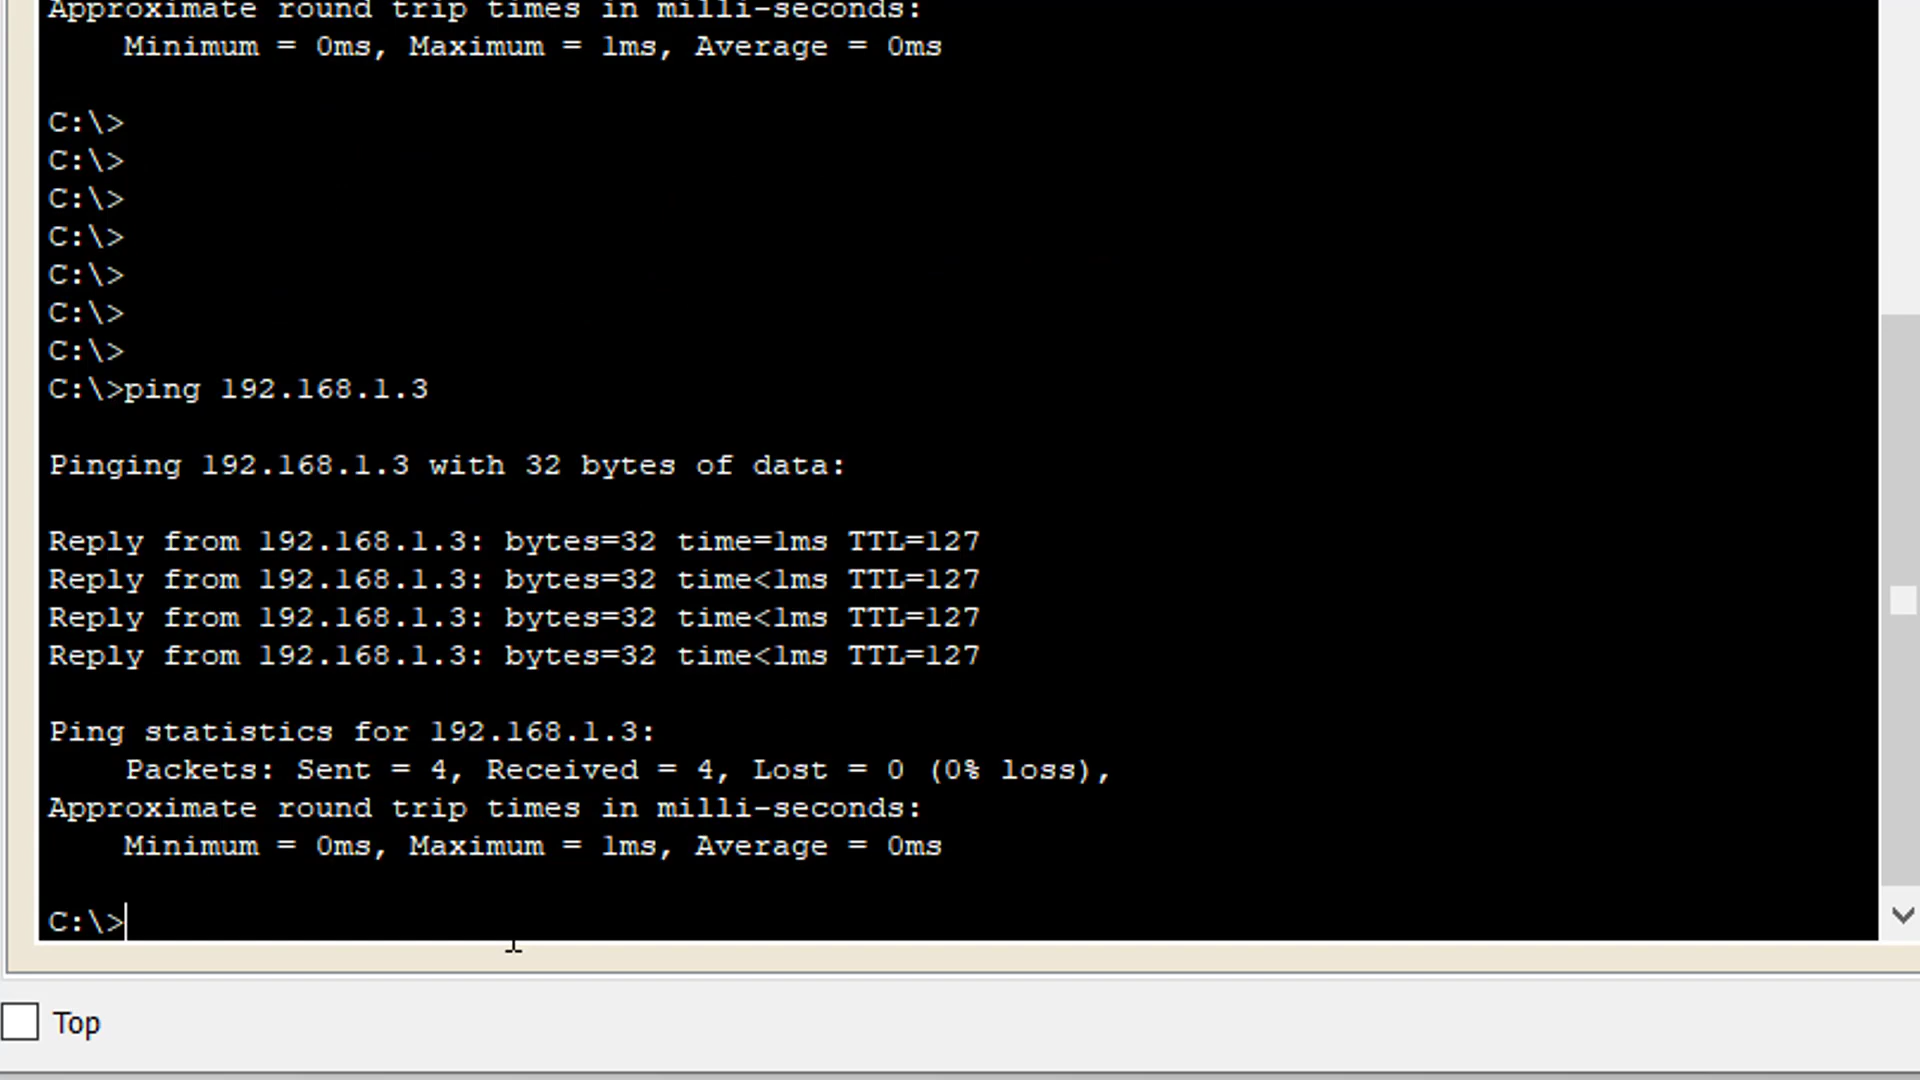 Approximate round trip times in milli-seconds:
    Minimum = 0ms, Maximum = 1ms, Average = 0ms

C:\>
C:\>
C:\>
C:\>
C:\>
C:\>
C:\>
C:\>ping 192.168.1.3

Pinging 192.168.1.3 with 32 bytes of data:

Reply from 192.168.1.3: bytes=32 time=1ms TTL=127
Reply from 192.168.1.3: bytes=32 time<1ms TTL=127
Reply from 192.168.1.3: bytes=32 time<1ms TTL=127
Reply from 192.168.1.3: bytes=32 time<1ms TTL=127

Ping statistics for 192.168.1.3:
    Packets: Sent = 4, Received = 4, Lost = 0 (0% loss),
Approximate round trip times in milli-seconds:
    Minimum = 0ms, Maximum = 1ms, Average = 0ms

C:\>
Top